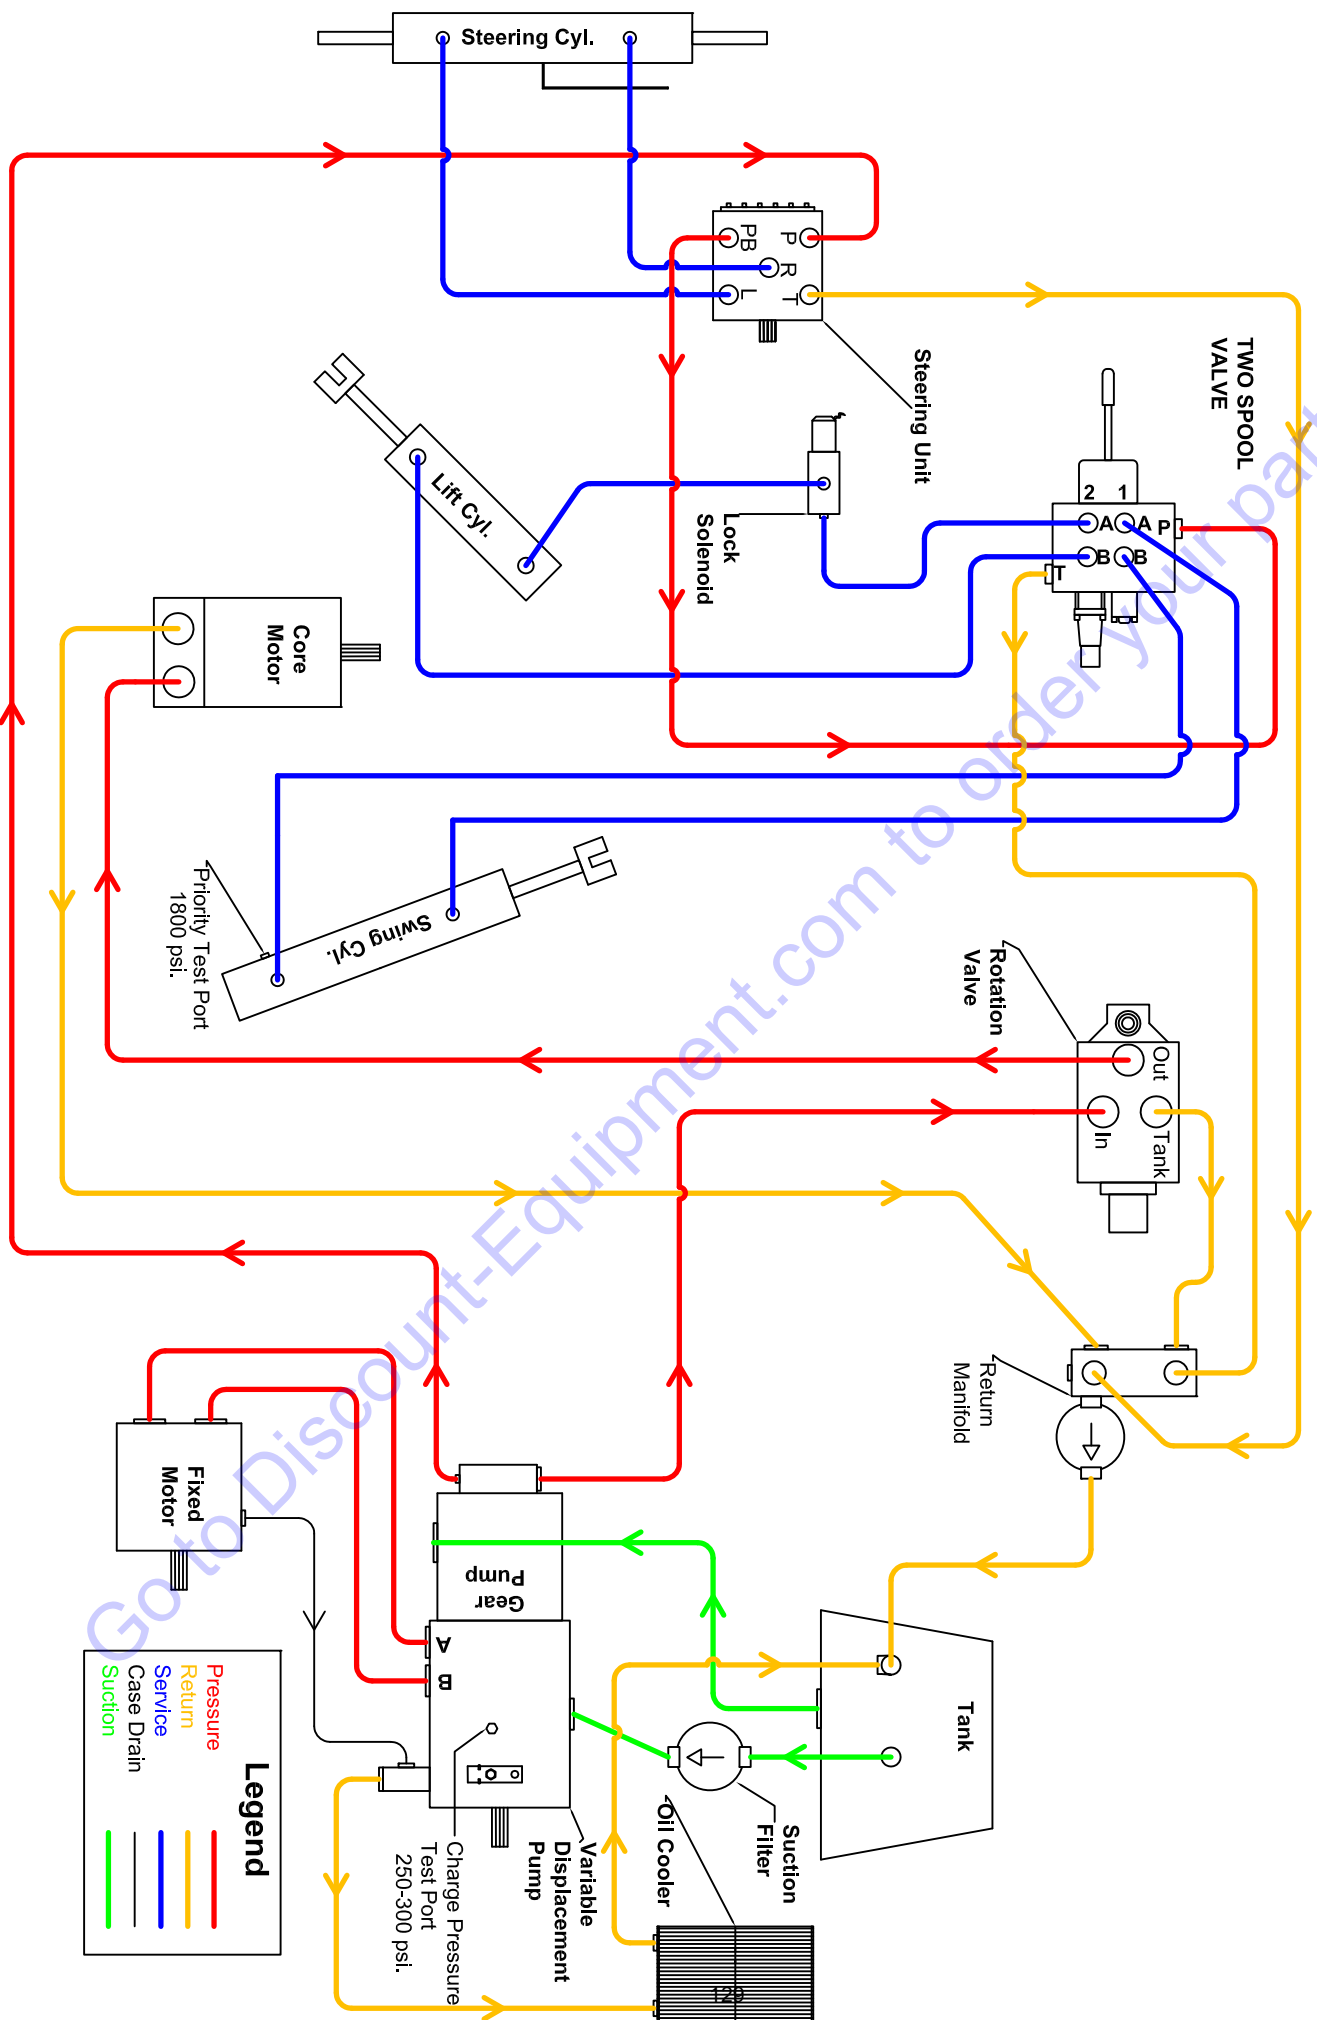 Steering Cyl.
P
PB
R
L
T
Steering Unit
TWO SPOOL
VALVE
2
1
A
A
P
B
B
T
Lift Cyl.
Lock
Solenoid
Core
Motor
Swing Cyl.
Priority Test Port
1800 psi.
Rotation
Valve
Out
In
Tank
Return
Manifold
Fixed
Motor
Gear
Pump
A
B
Tank
Suction
Filter
Oil Cooler
Variable
Displacement
Pump
Charge Pressure
Test Port
250-300 psi.
129
Legend
Pressure
Return
Service
Case Drain
Suction
Go to Discount-Equipment.com to order your part